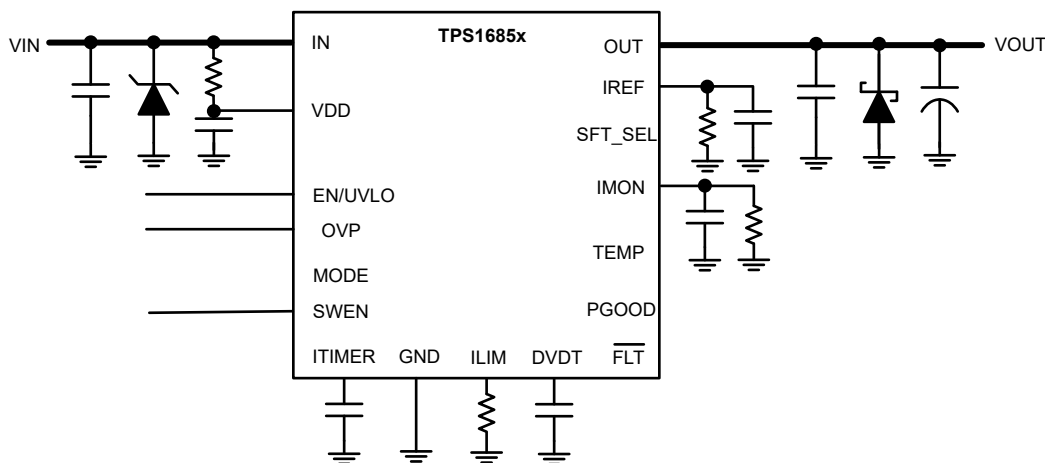 TPS1685x
VIN
IN
OUT
VOUT
IREF
VDD
SFT_SEL
EN/UVLO
IMON
OVP
TEMP
MODE
SWEN
PGOOD
ITIMER
GND
ILIM
DVDT
FLT